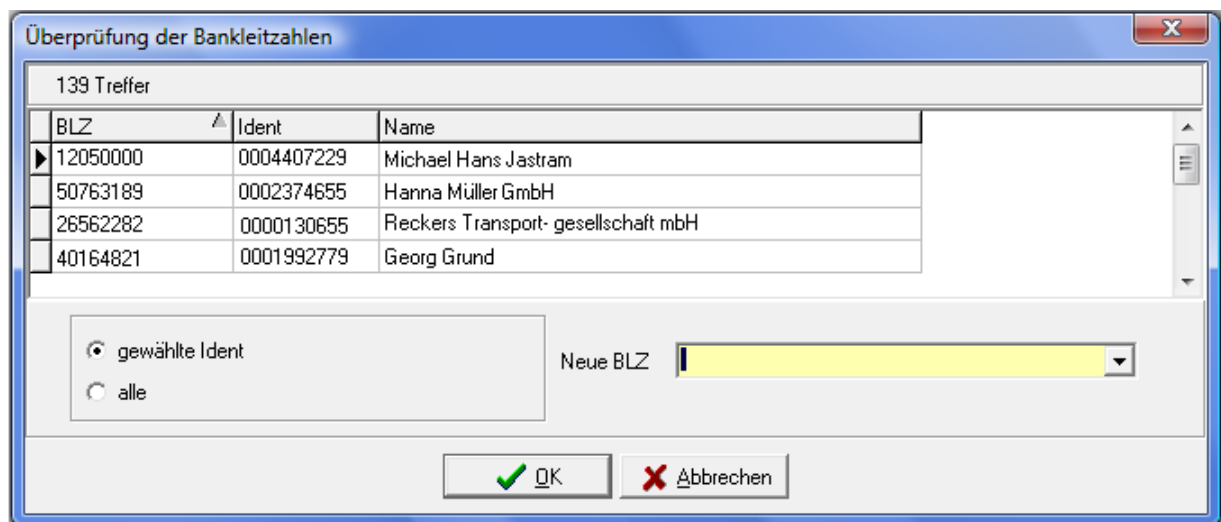 Überprüfung der Bankleitzahlen
139 Treffer
BLZ Ident Name
12050000 0004407229 Michael Hans Jastram
50763189 0002374655 Hanna Müller GmbH
26562282 0000130655 Reckers Transport- gesellschaft mbH
40164821 0001992779 Georg Grund
gewählte Ident
Neue BLZ
alle
OK Abbrechen